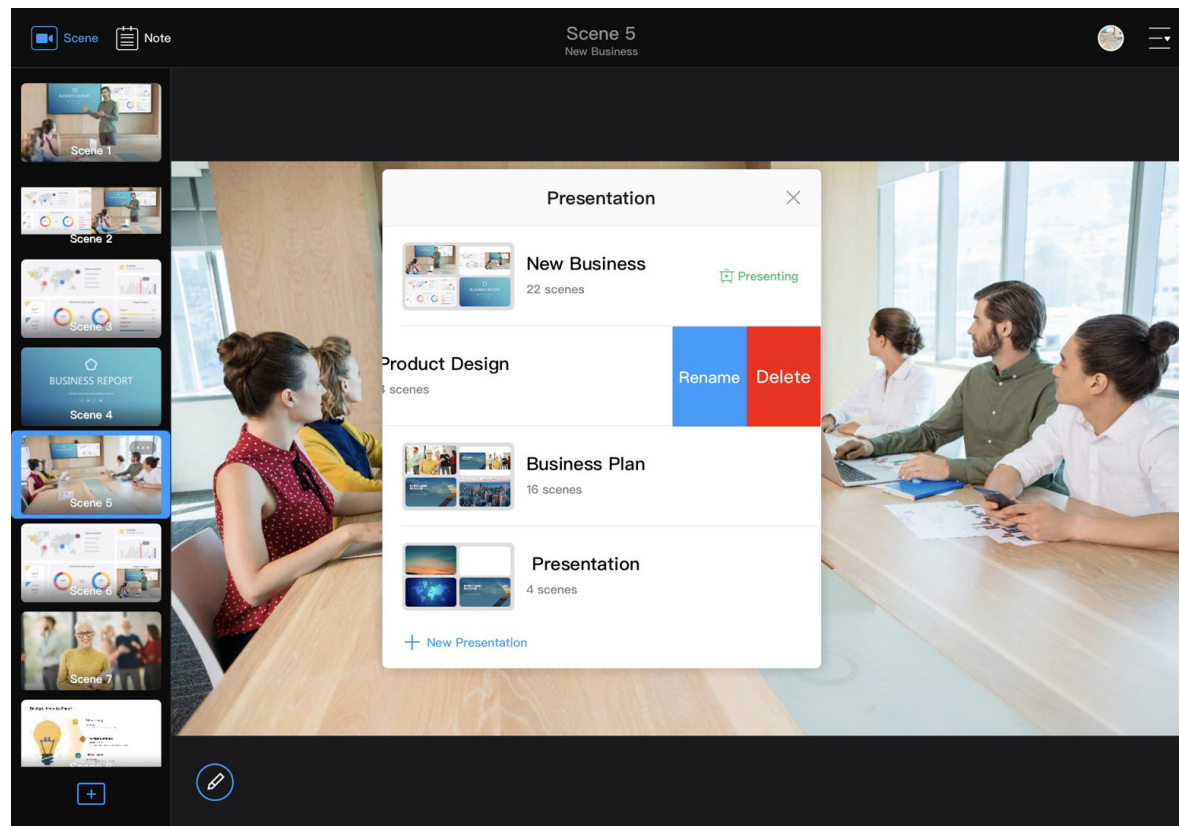 Scene
Note
Scene 5
New Business
Scene 1
Scene 2
Scene 3
BUSINESS REPORT
Scene 4
Scene 5
Scene 6
Scene 7
Presentation
New Business
22 scenes
Presenting
Product Design
scenes
Rename
Delete
Business Plan
16 scenes
Presentation
4 scenes
New Presentation